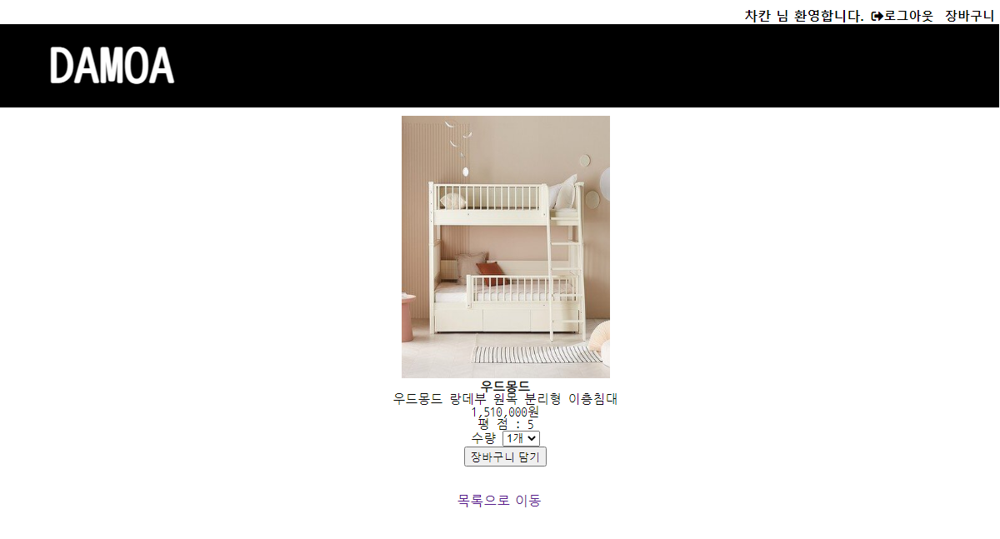 차칸 님 환영합니다. 로그아웃 장바구니
DAMOA
우드몽드
우드몽드 랑데부 원목 분리형 이층침대
1,510,000원
평 점 : 5
수량 1개
장바구니 담기
목록으로 이동